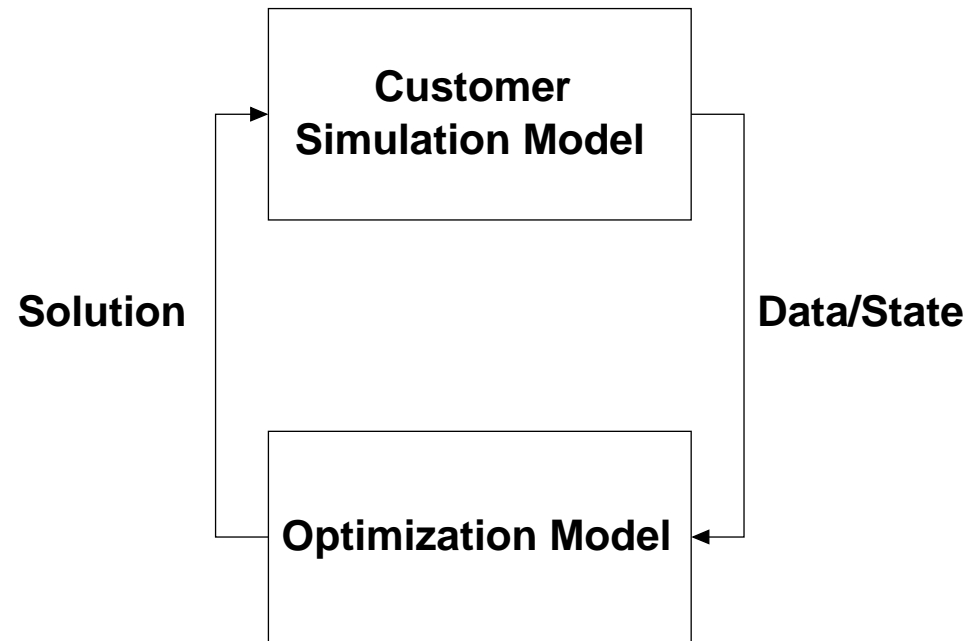 Customer
Simulation Model
Solution
Data/State
Optimization Model